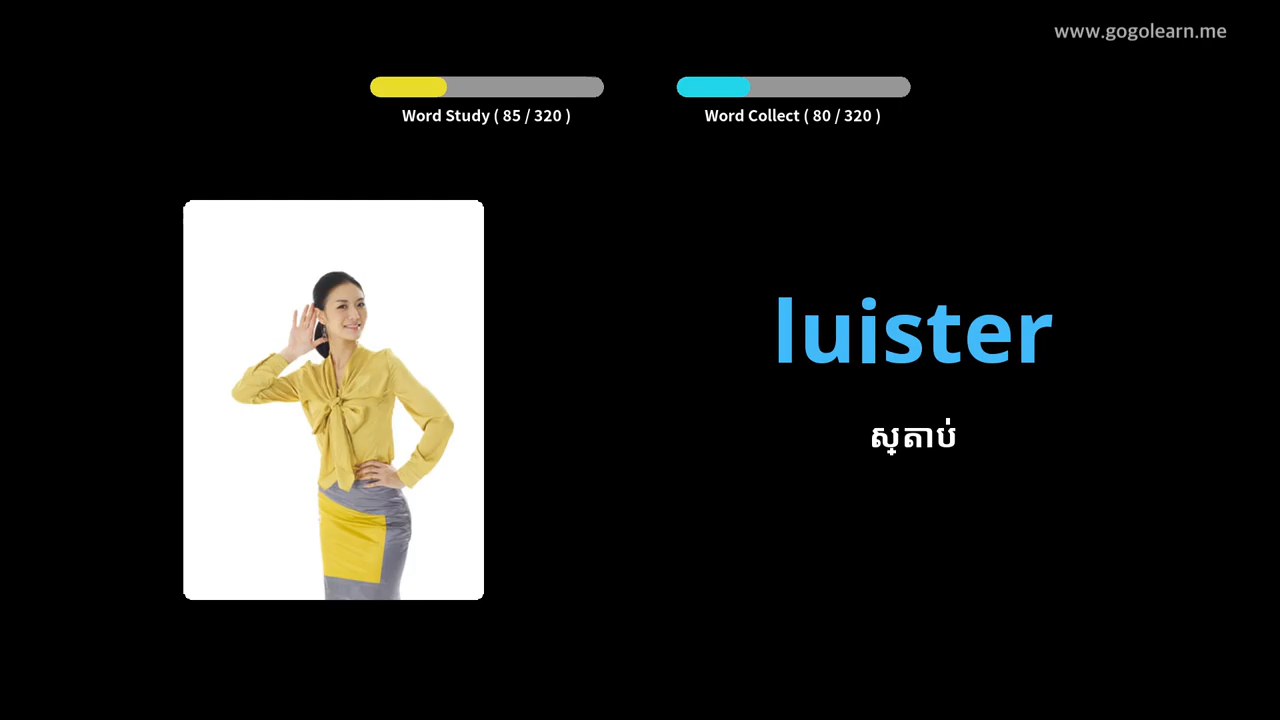 www.gogolearn.me
Word Study ( 85 / 320 )
Word Collect ( 80 / 320 )
luister
ស្តាប់